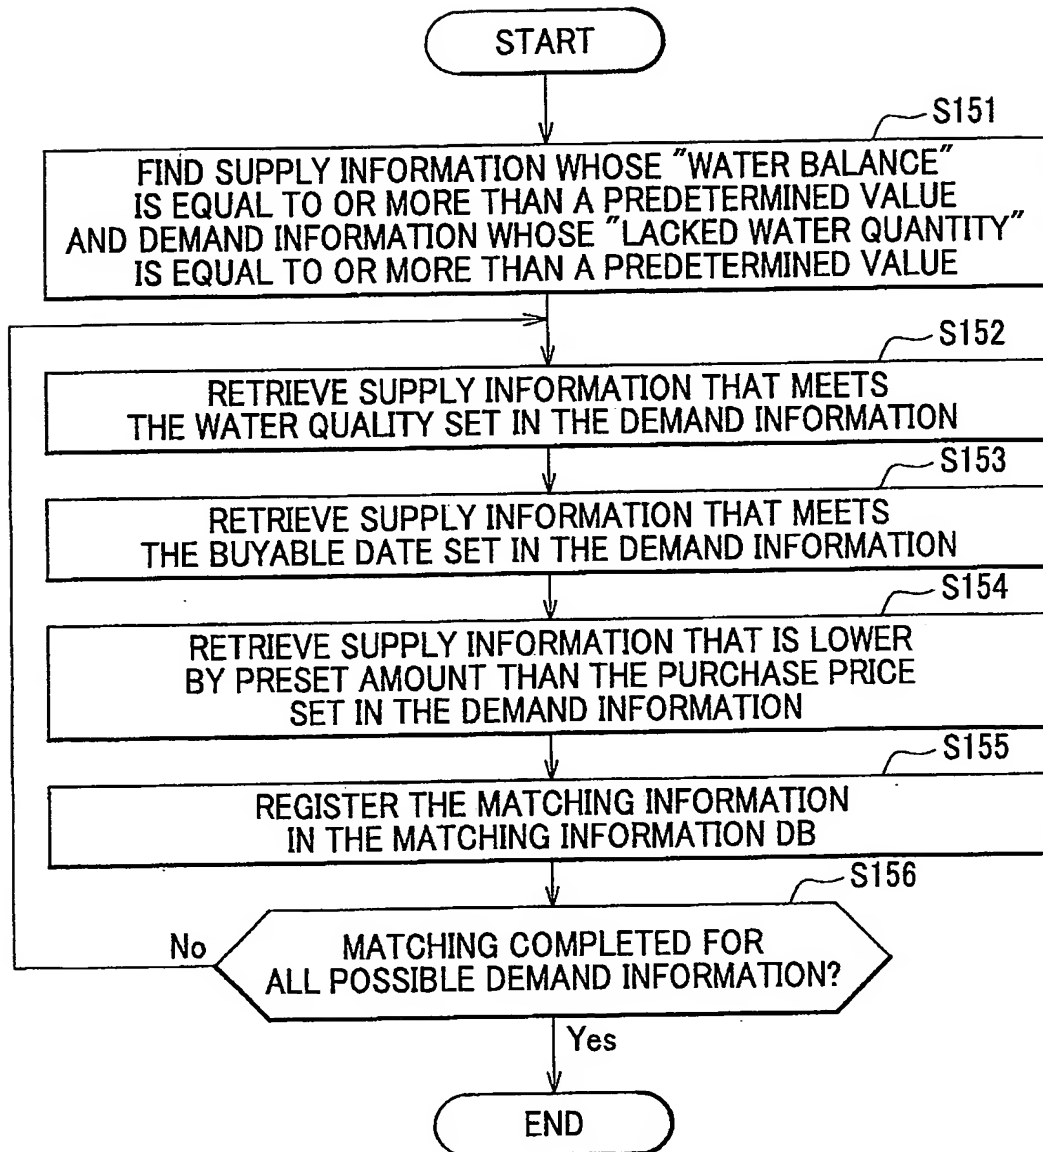 START
S151
FIND SUPPLY INFORMATION WHOSE "WATER BALANCE"
IS EQUAL TO OR MORE THAN A PREDETERMINED VALUE
AND DEMAND INFORMATION WHOSE "LACKED WATER QUANTITY"
IS EQUAL TO OR MORE THAN A PREDETERMINED VALUE
S152
RETRIEVE SUPPLY INFORMATION THAT MEETS
THE WATER QUALITY SET IN THE DEMAND INFORMATION
S153
RETRIEVE SUPPLY INFORMATION THAT MEETS
THE BUYABLE DATE SET IN THE DEMAND INFORMATION
S154
RETRIEVE SUPPLY INFORMATION THAT IS LOWER
BY PRESET AMOUNT THAN THE PURCHASE PRICE
SET IN THE DEMAND INFORMATION
S155
REGISTER THE MATCHING INFORMATION
IN THE MATCHING INFORMATION DB
S156
No
MATCHING COMPLETED FOR
ALL POSSIBLE DEMAND INFORMATION?
Yes
END